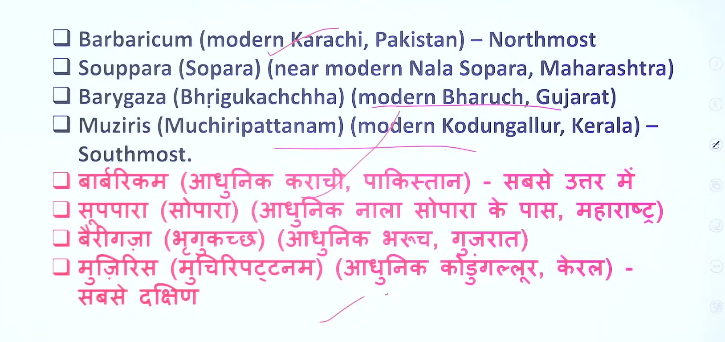 ❑ Barbaricum (modern Karachi, Pakistan) – Northmost
❑ Souppara (Sopara) (near modern Nala Sopara, Maharashtra)
❑ Barygaza (Bhṛigukachchha) (modern Bharuch, Gujarat)
❑ Muziris (Muchiripattanam) (modern Kodungallur, Kerala) –
Southmost.
❑ बार्बरिकम (आधुनिक कराची, पाकिस्तान) - सबसे उत्तर में
❑ सूपपारा (सोपारा) (आधुनिक नाला सोपारा के पास, महाराष्ट्र)
❑ बैरीगज़ा (भृगुकच्छ) (आधुनिक भरूच, गुजरात)
❑ मुज़िरिस (मुचिरिपट्टनम) (आधुनिक कोडुंगल्लूर, केरल) -
सबसे दक्षिण